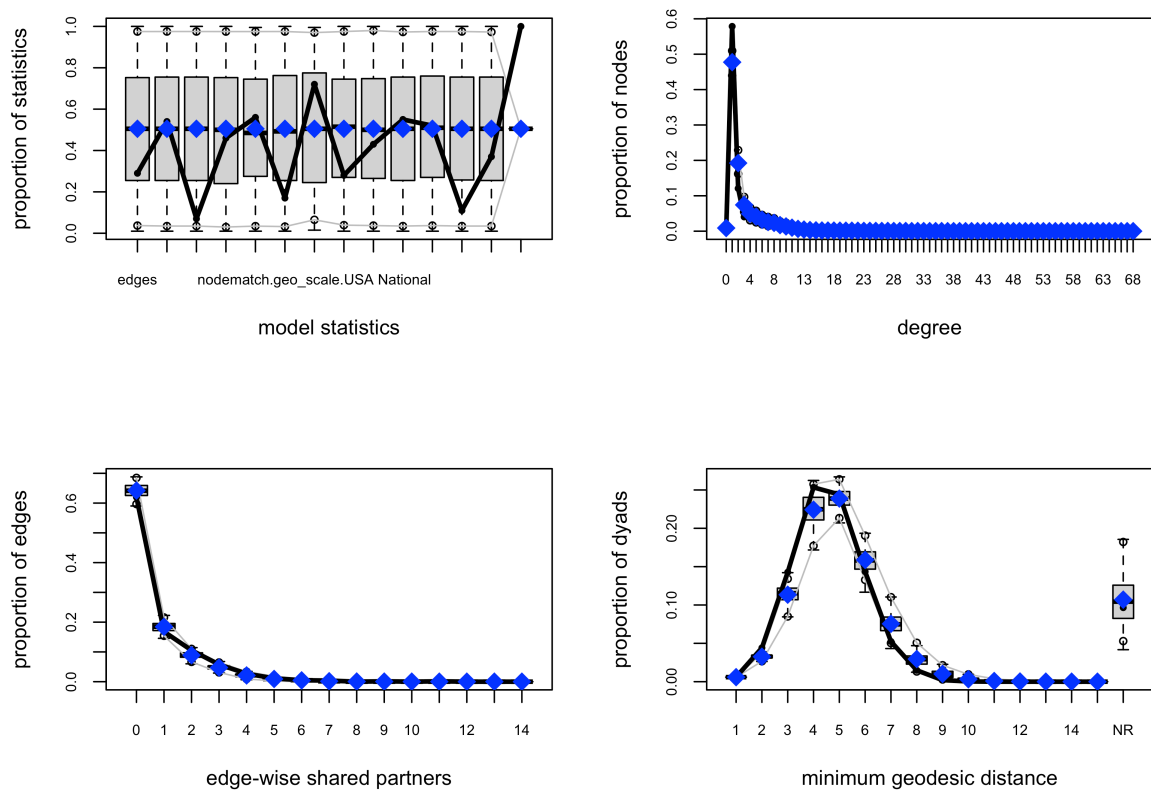 proportion of statistics
0.0 0.2 0.4 0.6 0.8 1.0
edges nodematch.geo_scale.USA National
model statistics
proportion of nodes
0.0 0.1 0.2 0.3 0.4 0.5 0.6
0 4 8 13 18 23 28 33 38 43 48 53 58 63 68
degree
proportion of edges
0.0 0.2 0.4 0.6
0 1 2 3 4 5 6 7 8 9 10 12 14
edge-wise shared partners
proportion of dyads
0.00 0.10 0.20
1 2 3 4 5 6 7 8 9 10 12 14 NR
minimum geodesic distance